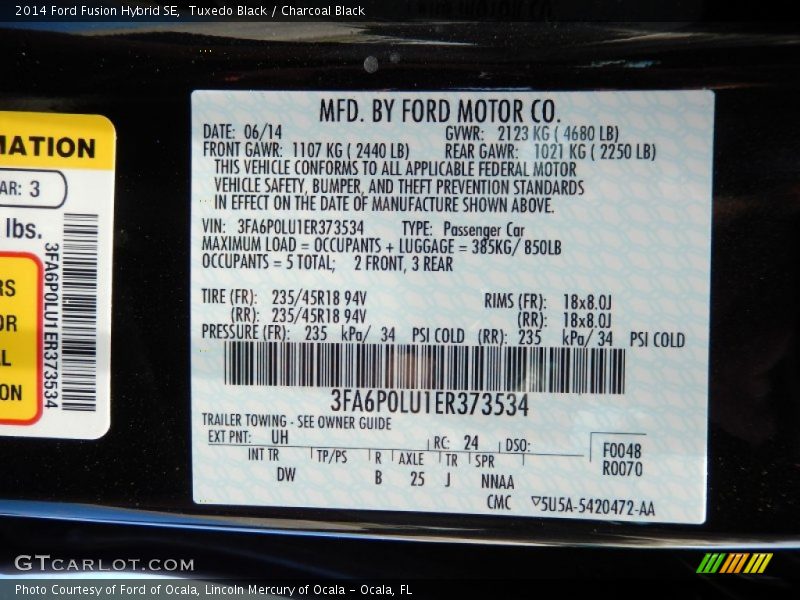 2014 Ford Fusion Hybrid SE,  Tuxedo Black / Charcoal Black
MATION
AR: 3
lbs.
RS
OR
L
ON
3FA6P0LU1ER373534
MFD. BY FORD MOTOR CO.
DATE: 06/14 GVWR: 2123 KG ( 4680 LB)
FRONT GAWR: 1107 KG ( 2440 LB) REAR GAWR: 1021 KG ( 2250 LB)
THIS VEHICLE CONFORMS TO ALL APPLICABLE FEDERAL MOTOR
VEHICLE SAFETY, BUMPER, AND THEFT PREVENTION STANDARDS
IN EFFECT ON THE DATE OF MANUFACTURE SHOWN ABOVE.
VIN: 3FA6P0LU1ER373534 TYPE: Passenger Car
MAXIMUM LOAD = OCCUPANTS + LUGGAGE = 385KG/ 850LB
OCCUPANTS = 5 TOTAL; 2 FRONT, 3 REAR
TIRE (FR): 235/45R18 94V RIMS (FR): 18x8.0J
(RR): 235/45R18 94V (RR): 18x8.0J
PRESSURE (FR): 235 kPa/ 34 PSI COLD (RR): 235 kPa/ 34 PSI COLD
3FA6P0LU1ER373534
TRAILER TOWING - SEE OWNER GUIDE
EXT PNT: UH RC: 24 DSO: F0048
INT TR TP/PS R AXLE TR SPR R0070
DW B 25 J NNAA
CMC 5U5A-5420472-AA
GTCARLOT.COM
Photo Courtesy of Ford of Ocala, Lincoln Mercury of Ocala - Ocala, FL